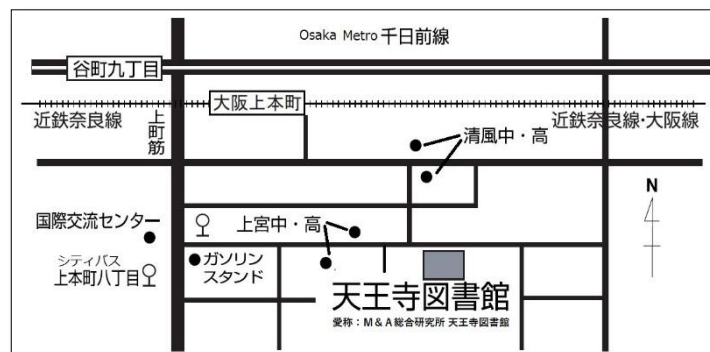 Osaka Metro 千日前線
谷町九丁目
大阪上本町
近鉄奈良線
上町筋
近鉄奈良線・大阪線
清風中・高
N
国際交流センター
上宮中・高
シティバス
上本町八丁目
ガソリン
スタンド
天王寺図書館
愛称:M&A総合研究所 天王寺図書館